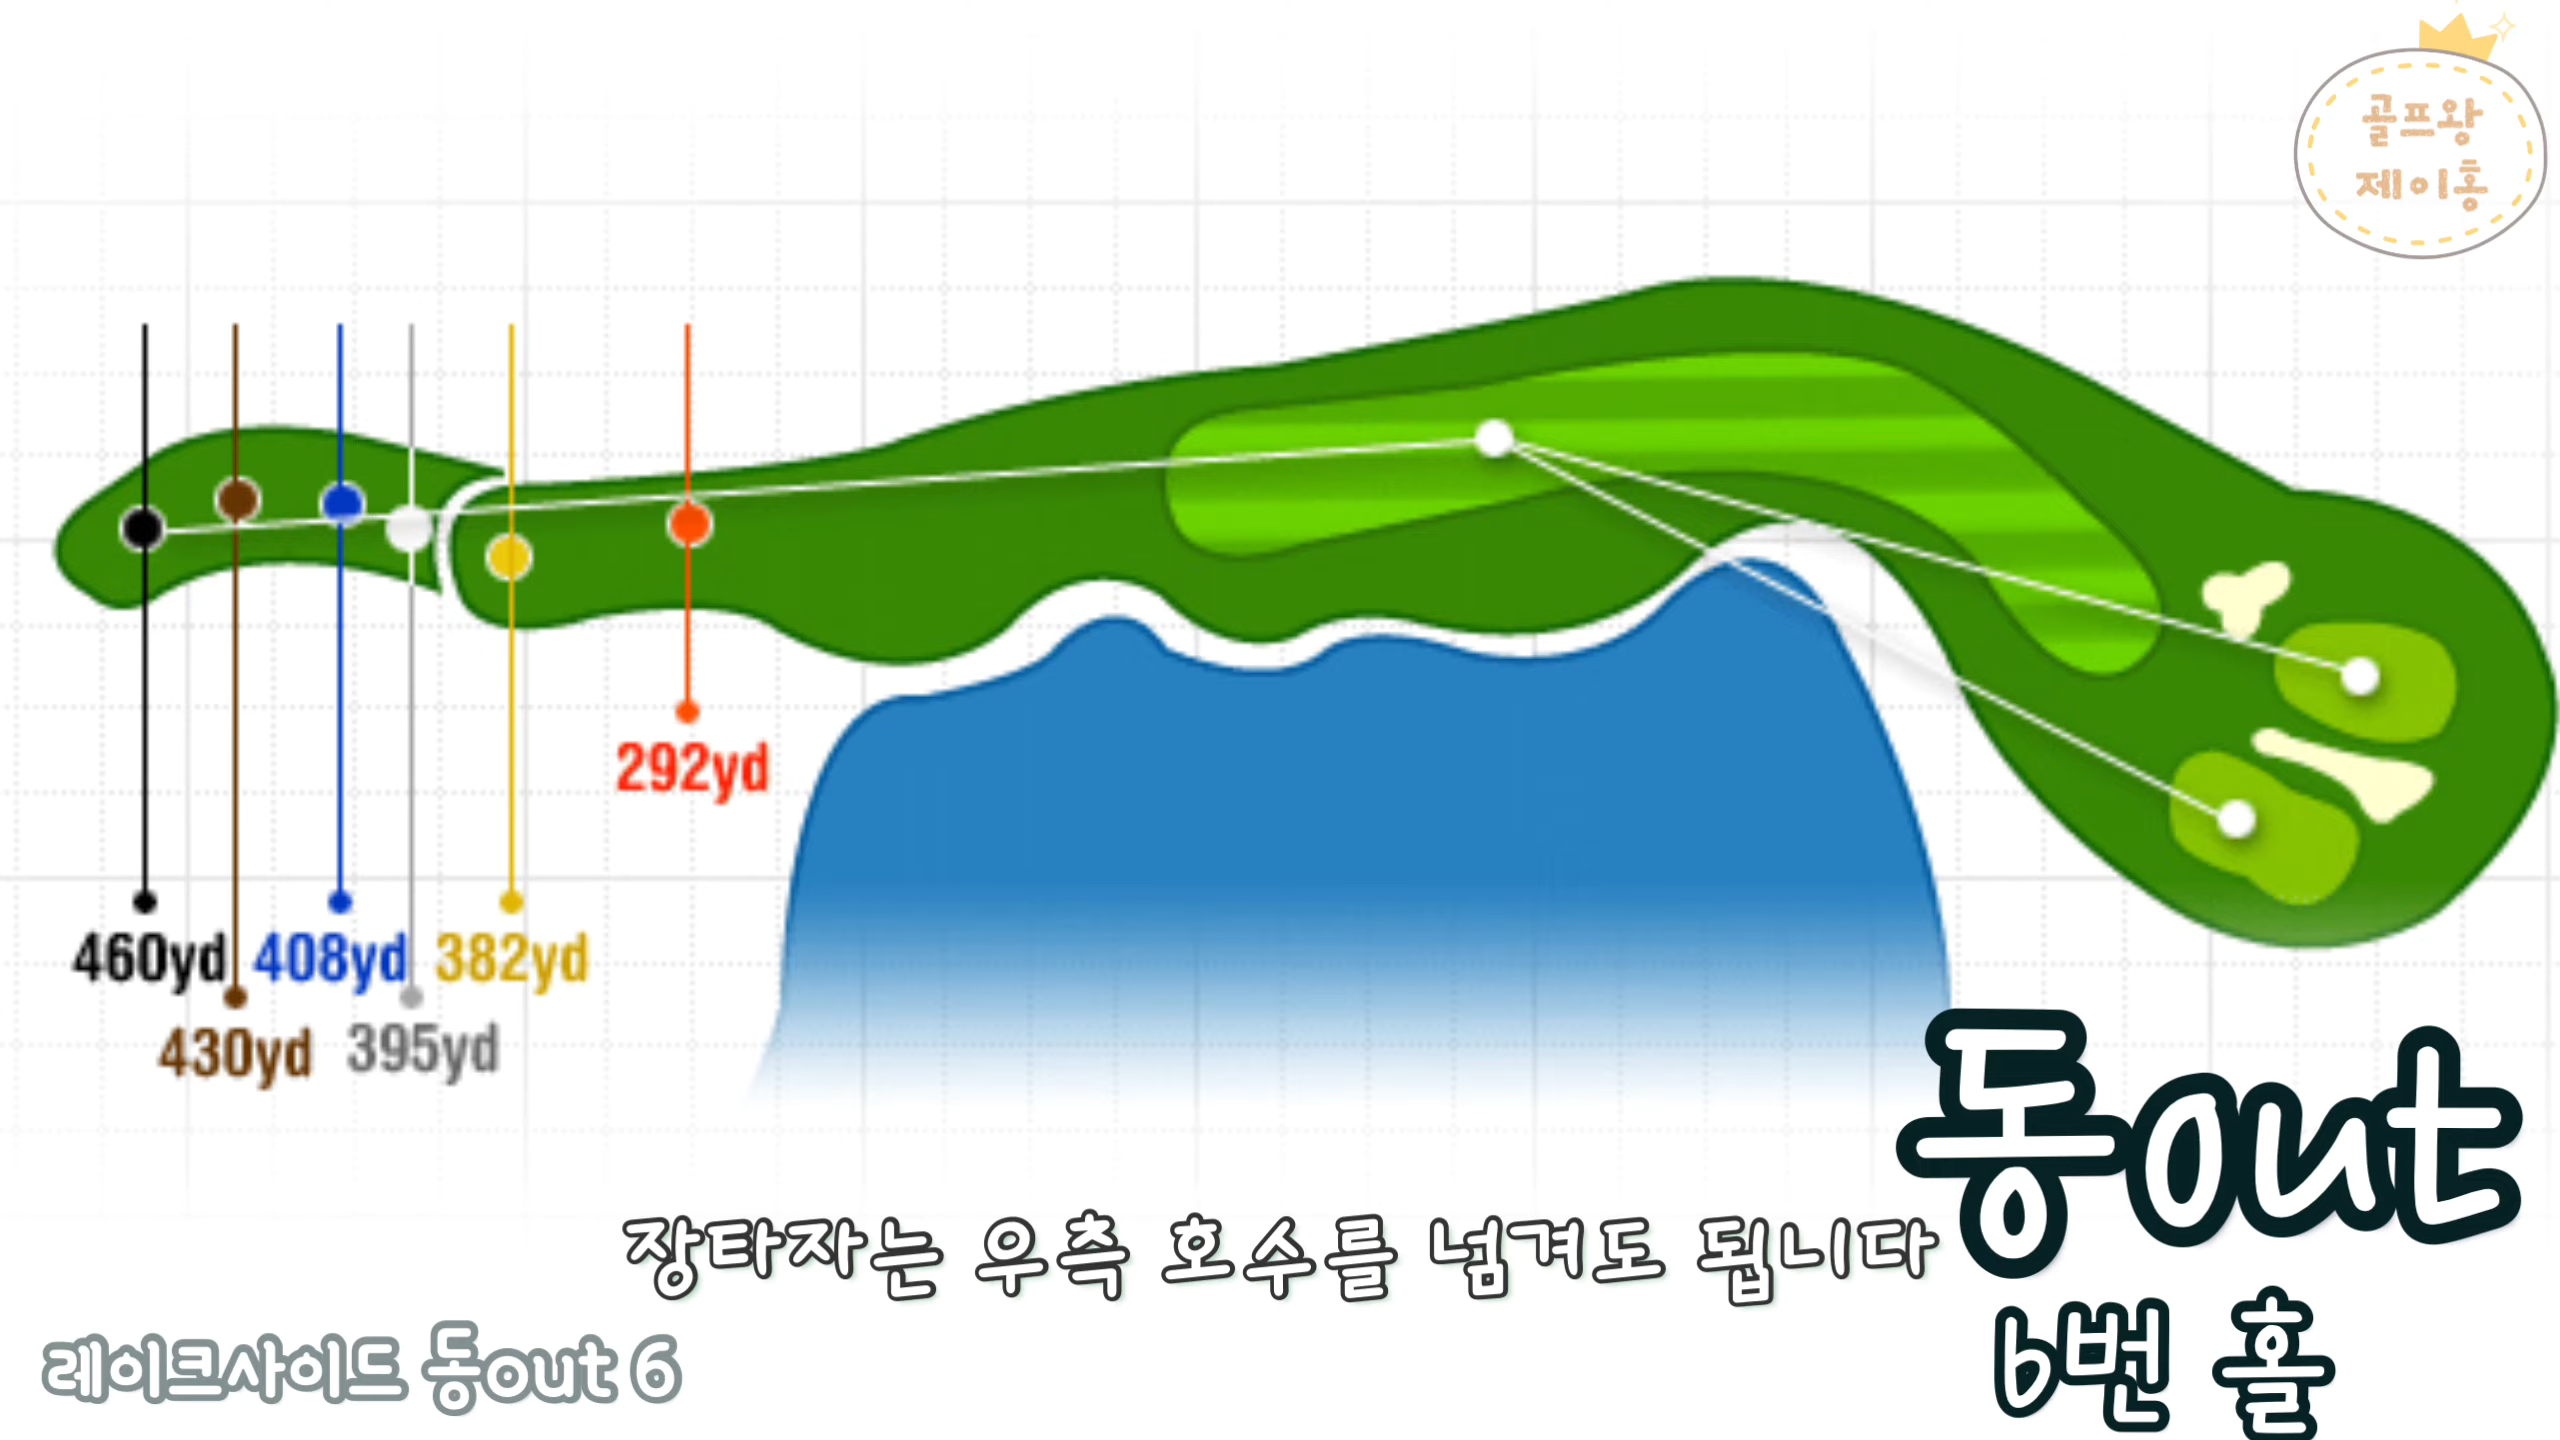 골프왕
제이홍
292yd
460yd 408yd 382yd
430yd 395yd
동out
장타자는 우측 호수를 넘겨도 됩니다
6번 홀
레이크사이드 동out 6